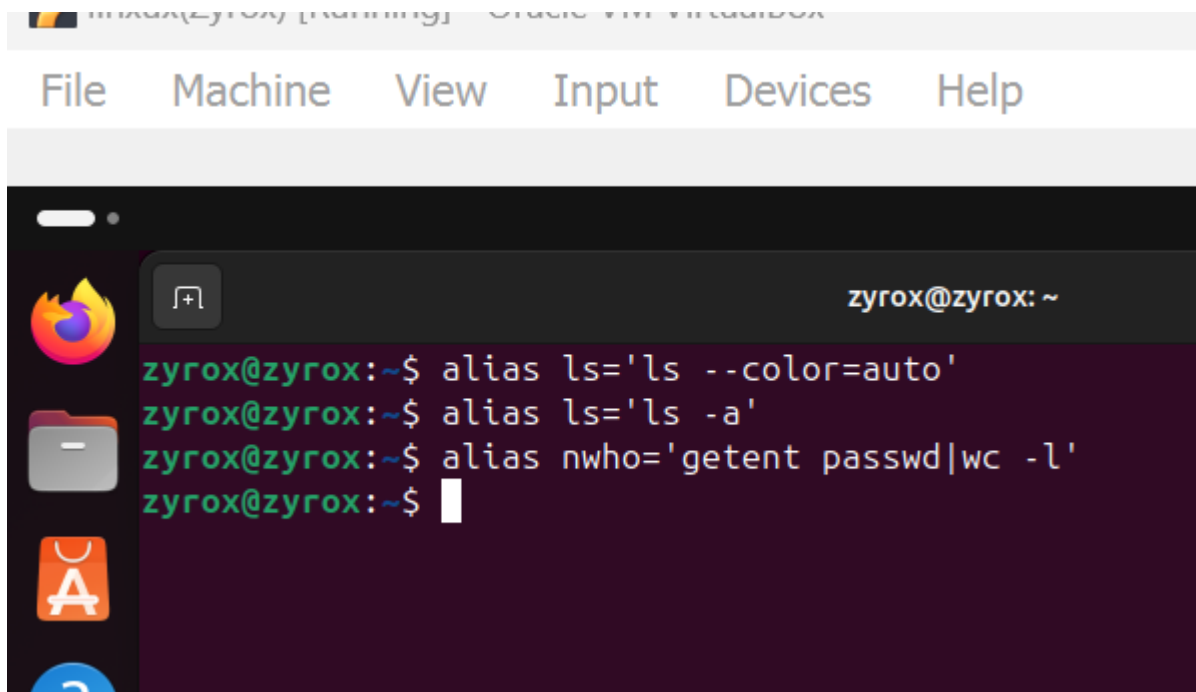 File Machine View Input Devices Help
zyrox@zyrox: ~
zyrox@zyrox:~$ alias ls='ls --color=auto'
zyrox@zyrox:~$ alias ls='ls -a'
zyrox@zyrox:~$ alias nwho='getent passwd|wc -l'
zyrox@zyrox:~$